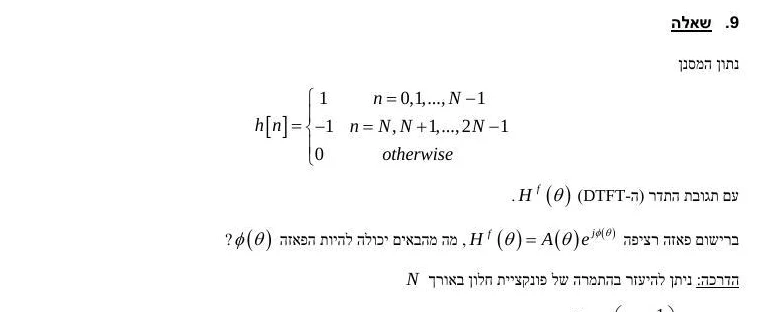 9. שאלה
נתון המסנן
h[n] = { 1 n = 0,1,..., N −1
−1 n = N, N +1,..., 2N −1
0 otherwise
עם תגובת התדר (ה-DTFT) H^f (θ).
ברישום פאזה רציפה H^f (θ) = A(θ)e^{jϕ(θ)}, מה מהבאים יכולה להיות הפאזה ϕ(θ)?
הדרכה: ניתן להיעזר בהתמרה של פונקציית חלון באורך N